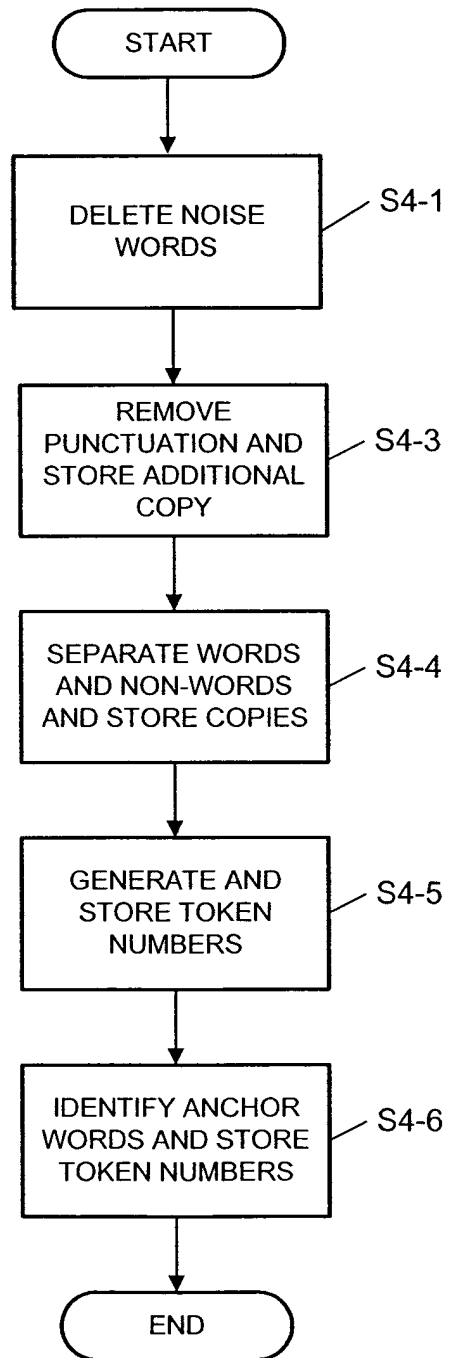 START
DELETE NOISE
WORDS
S4-1
REMOVE
PUNCTUATION AND
STORE ADDITIONAL
COPY
S4-3
SEPARATE WORDS
AND NON-WORDS
AND STORE COPIES
S4-4
GENERATE AND
STORE TOKEN
NUMBERS
S4-5
IDENTIFY ANCHOR
WORDS AND STORE
TOKEN NUMBERS
S4-6
END